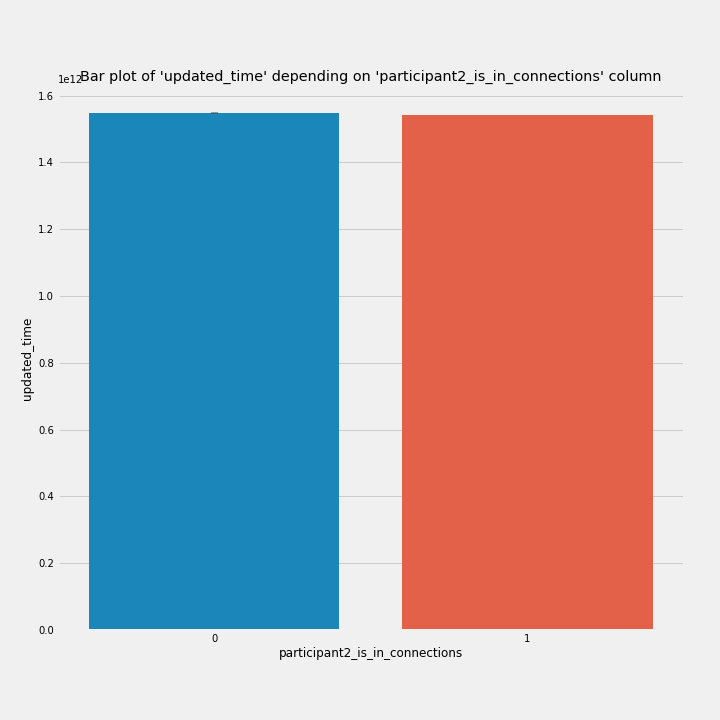 Bar plot of 'updated_time' depending on 'participant2_is_in_connections' column
1e12
1.6
1.4
1.2
1.0
0.8
0.6
0.4
0.2
0.0
updated_time
0 1
participant2_is_in_connections